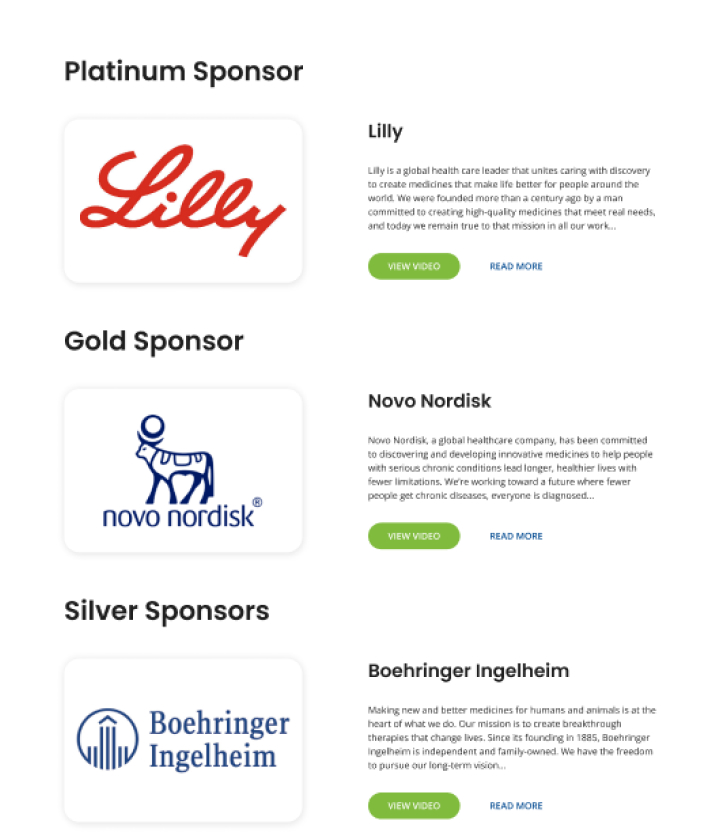 Platinum Sponsor
Lilly
Lilly
Lilly is a global health care leader that unites caring with discovery
to create medicines that make life better for people around the
world. We were founded more than a century ago by a man
committed to creating high-quality medicines that meet real needs,
and today we remain true to that mission in all our work...
VIEW VIDEO
READ MORE
Gold Sponsor
novo nordisk®
Novo Nordisk
Novo Nordisk, a global healthcare company, has been committed
to discovering and developing innovative medicines to help people
with serious chronic conditions lead longer, healthier lives with
fewer limitations. We're working toward a future where fewer
people get chronic diseases, everyone is diagnosed...
VIEW VIDEO
READ MORE
Silver Sponsors
Boehringer
Ingelheim
Boehringer Ingelheim
Making new and better medicines for humans and animals is at the
heart of what we do. Our mission is to create breakthrough
therapies that change lives. Since its founding in 1885, Boehringer
Ingelheim is independent and family-owned. We have the freedom
to pursue our long-term vision...
VIEW VIDEO
READ MORE